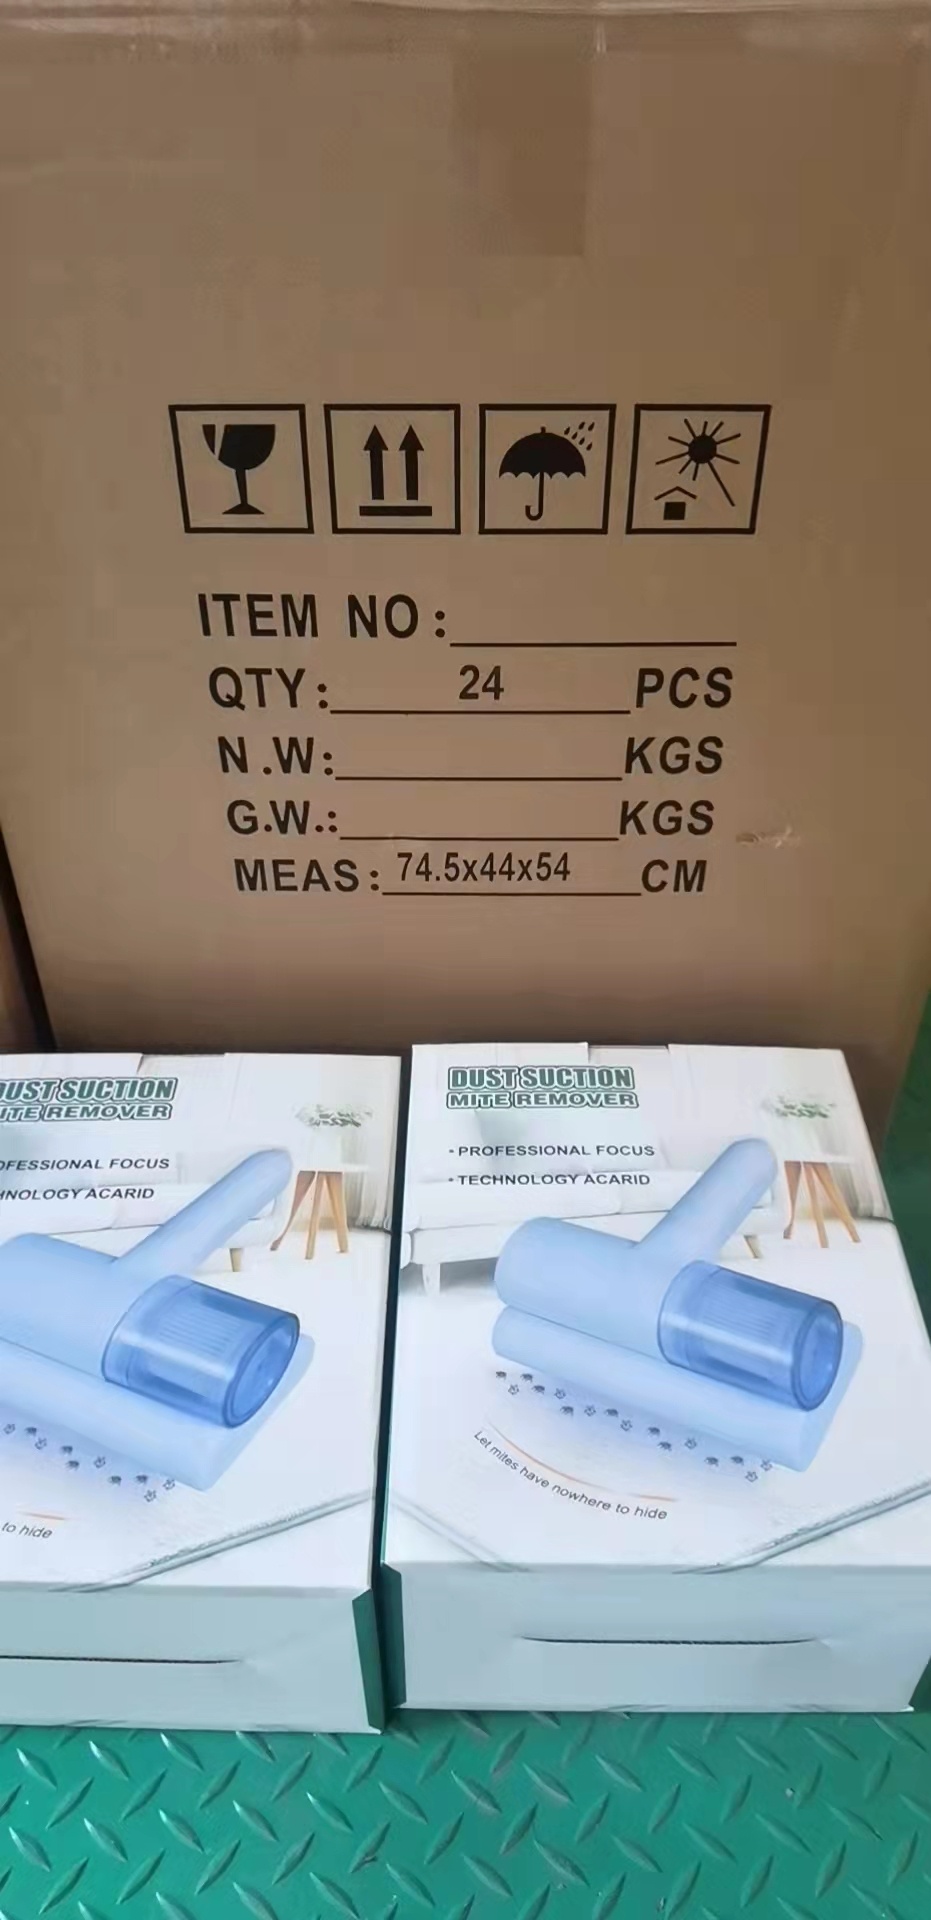 ITEM NO:
QTY: 24 PCS
N.W: KGS
G.W.: KGS
MEAS: 74.5x44x54 CM
DUST SUCTION
MITE REMOVER
OFESSIONAL FOCUS
HNOLOGY ACARID
to hide
DUST SUCTION
MITE REMOVER
• PROFESSIONAL FOCUS
• TECHNOLOGY ACARID
Let mites have nowhere to hide